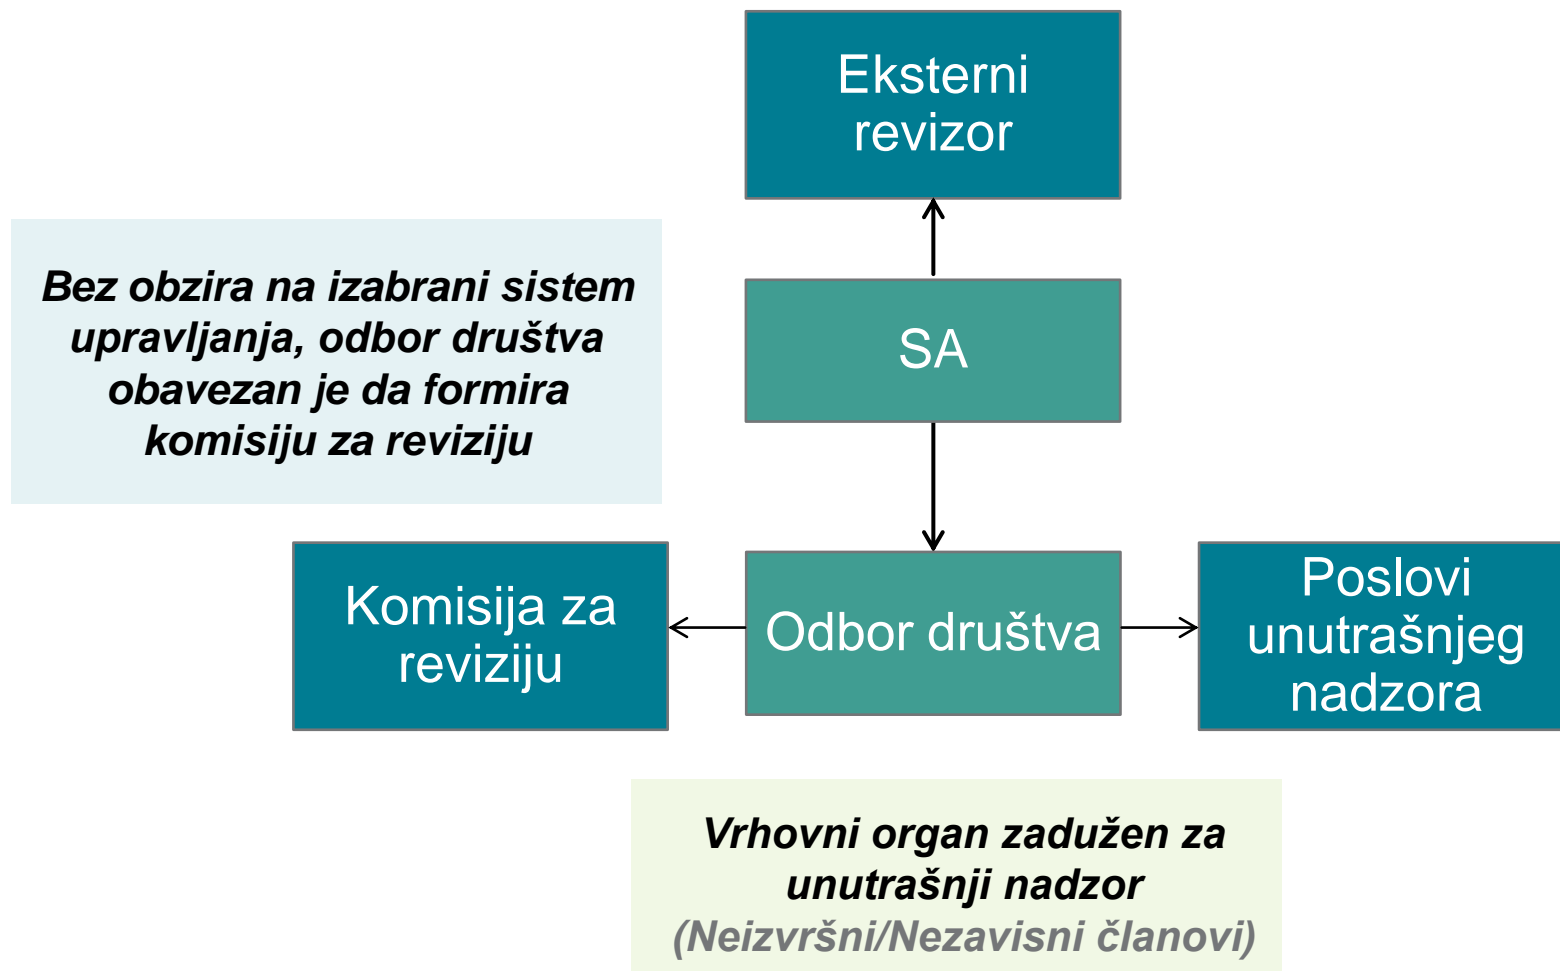 Eksterni
revizor
Bez obzira na izabrani sistem
upravljanja, odbor društva
obavezan je da formira
komisiju za reviziju
SA
Komisija za
reviziju
Odbor društva
Poslovi
unutrašnjeg
nadzora
Vrhovni organ zadužen za
unutrašnji nadzor
(Neizvršni/Nezavisni članovi)